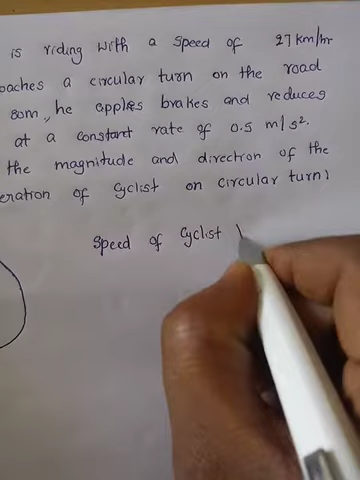 is riding with a speed of 27 km/hr
oaches a circular turn on the road
80m, he applies brakes and reduces
at a constant rate of 0.5 m/s².
the magnitude and direction of the
eration of cyclist on circular turn?
Speed of cyclist